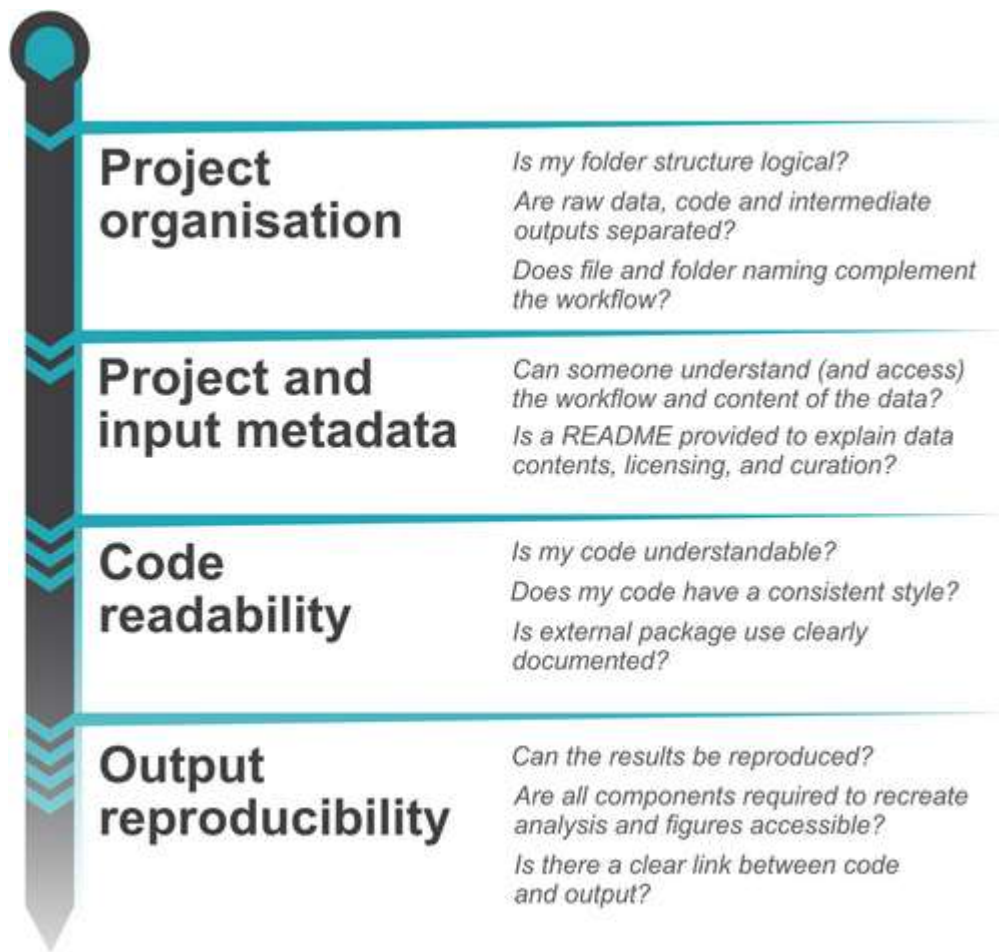 Project
organisation
Is my folder structure logical?
Are raw data, code and intermediate
outputs separated?
Does file and folder naming complement
the workflow?
Project and
input metadata
Can someone understand (and access)
the workflow and content of the data?
Is a README provided to explain data
contents, licensing, and curation?
Code
readability
Is my code understandable?
Does my code have a consistent style?
Is external package use clearly
documented?
Output
reproducibility
Can the results be reproduced?
Are all components required to recreate
analysis and figures accessible?
Is there a clear link between code
and output?